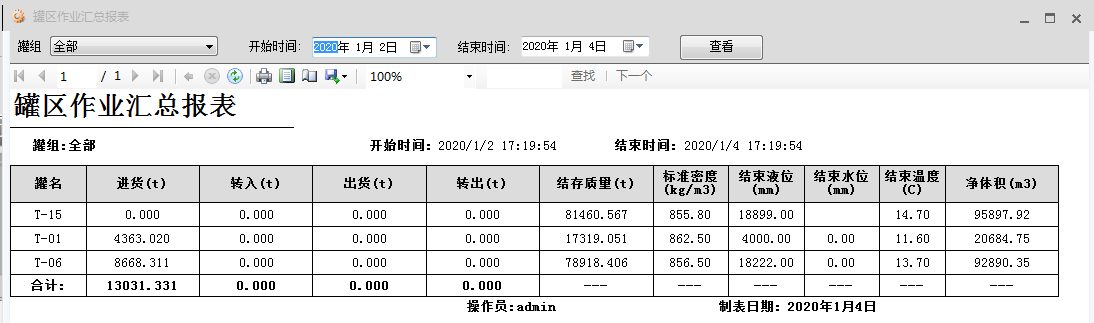 罐区作业汇总报表
罐组 全部 开始时间: 2020年 1月 2日 结束时间: 2020年 1月 4日 查看
1 / 1 100% 查找 | 下一个
罐区作业汇总报表
罐组:全部 开始时间: 2020/1/2 17:19:54 结束时间: 2020/1/4 17:19:54
罐名 进货(t) 转入(t) 出货(t) 转出(t) 结存质量(t) 标准密度(kg/m3) 结束液位(mm) 结束水位(mm) 结束温度(C) 净体积(m3)
T-15 0.000 0.000 0.000 0.000 81460.567 855.80 18899.00 14.70 95897.92
T-01 4363.020 0.000 0.000 0.000 17319.051 862.50 4000.00 0.00 11.60 20684.75
T-06 8668.311 0.000 0.000 0.000 78918.406 856.50 18222.00 0.00 13.70 92890.35
合计: 13031.331 0.000 0.000 0.000 --- --- --- --- --- ---
操作员:admin 制表日期: 2020年1月4日